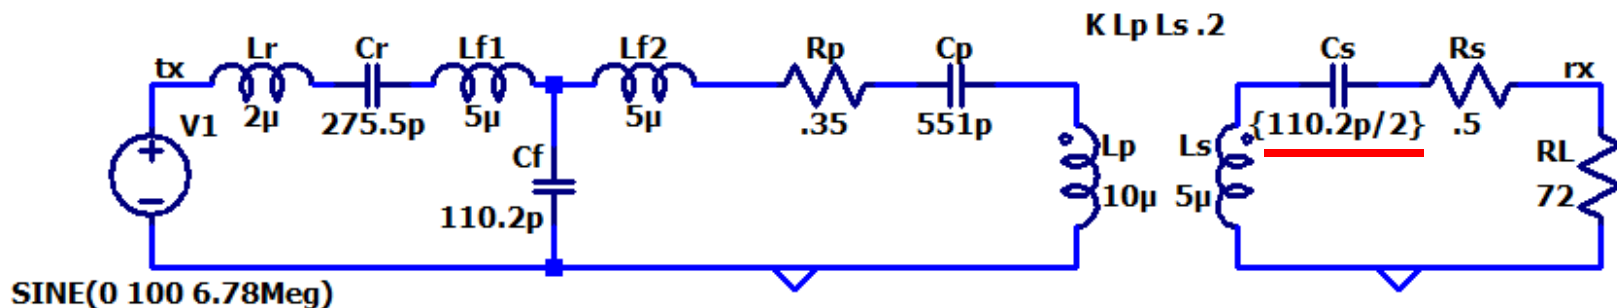 K Lp Ls .2
Lr Cr Lf1 Lf2 Rp Cp Cs Rs
tx rx
2µ 275.5p 5µ 5µ .35 551p {110.2p/2} .5
V1
Cf Lp Ls RL
110.2p 10µ 5µ 72
SINE(0 100 6.78Meg)